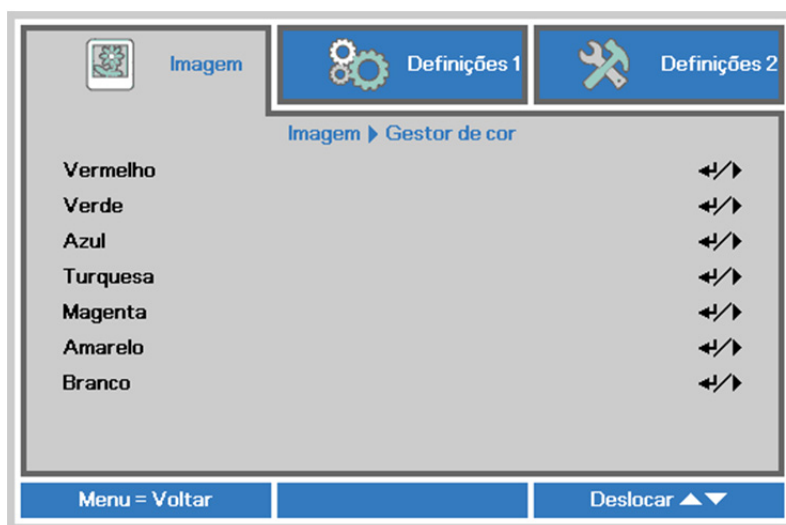 Imagem
Definições 1
Definições 2
Imagem ▶ Gestor de cor
Vermelho ↵/▶
Verde ↵/▶
Azul ↵/▶
Turquesa ↵/▶
Magenta ↵/▶
Amarelo ↵/▶
Branco ↵/▶
Menu = Voltar
Deslocar ▲▼